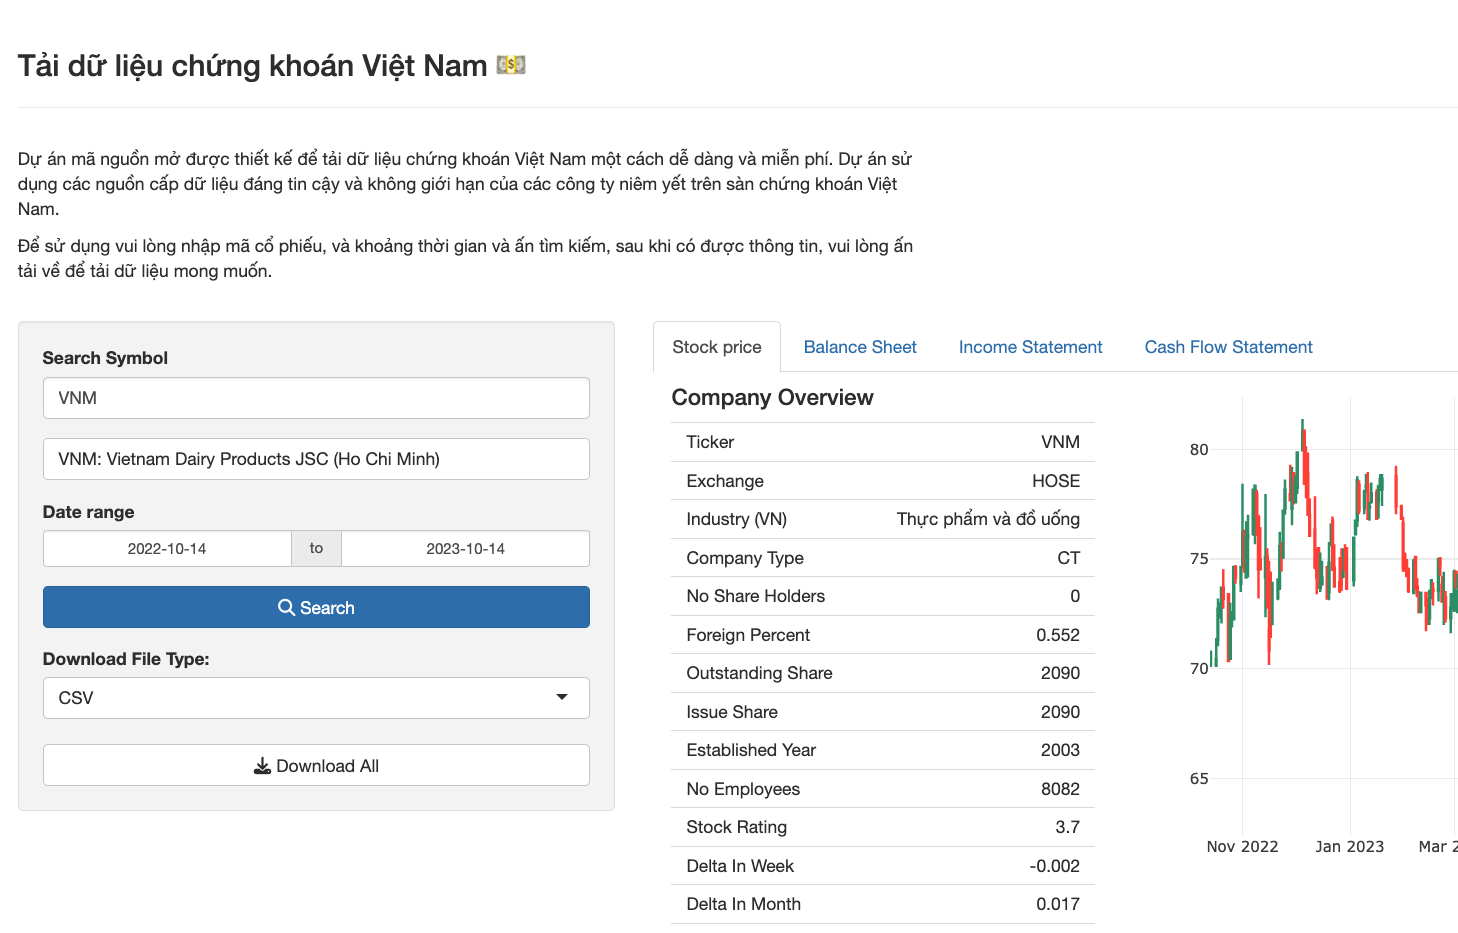 Tải dữ liệu chứng khoán Việt Nam 💵
Dự án mã nguồn mở được thiết kế để tải dữ liệu chứng khoán Việt Nam một cách dễ dàng và miễn phí. Dự án sử
dụng các nguồn cấp dữ liệu đáng tin cậy và không giới hạn của các công ty niêm yết trên sàn chứng khoán Việt
Nam.
Để sử dụng vui lòng nhập mã cổ phiếu, và khoảng thời gian và ấn tìm kiếm, sau khi có được thông tin, vui lòng ấn
tải về để tải dữ liệu mong muốn.
Search Symbol
VNM
VNM: Vietnam Dairy Products JSC (Ho Chi Minh)
Date range
2022-10-14 to 2023-10-14
Search
Download File Type:
CSV
Download All
Stock price Balance Sheet Income Statement Cash Flow Statement
Company Overview
Ticker VNM
Exchange HOSE
Industry (VN) Thực phẩm và đồ uống
Company Type CT
No Share Holders 0
Foreign Percent 0.552
Outstanding Share 2090
Issue Share 2090
Established Year 2003
No Employees 8082
Stock Rating 3.7
Delta In Week -0.002
Delta In Month 0.017
80
75
70
65
Nov 2022 Jan 2023 Mar